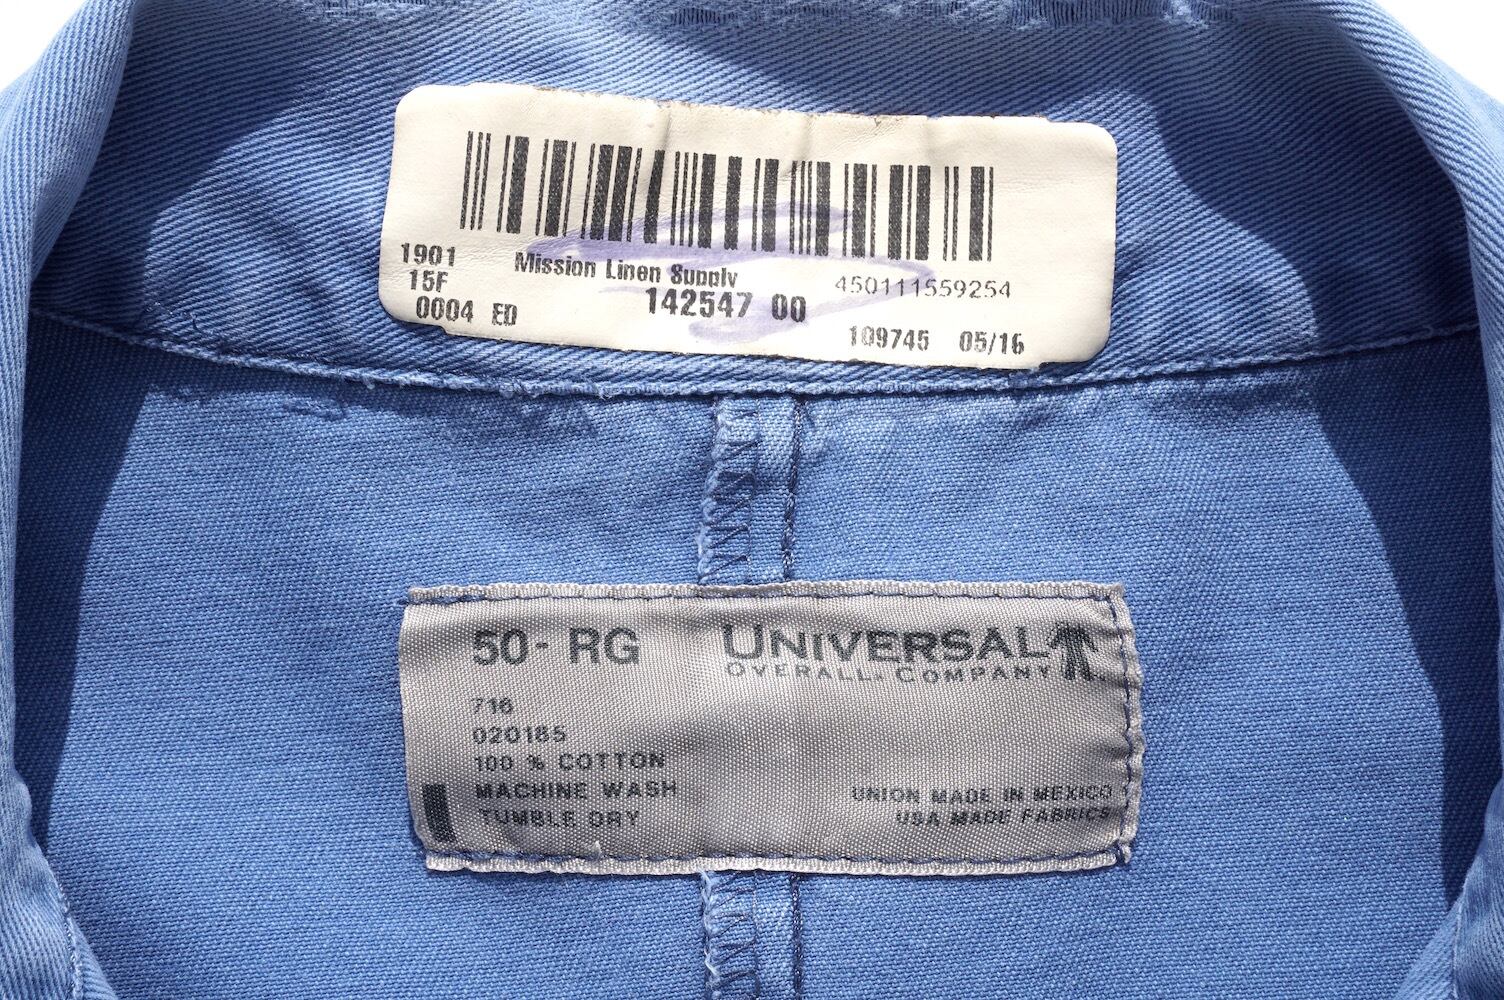 1901
15F
0004 ED
Mission Linen Supply
142547 00
450111559254
109745 05/16
50- RG
UNIVERSAL
OVERALL COMPANY
716
020185
100 % COTTON
MACHINE WASH
TUMBLE DRY
UNION MADE IN MEXICO
USA MADE FABRICS